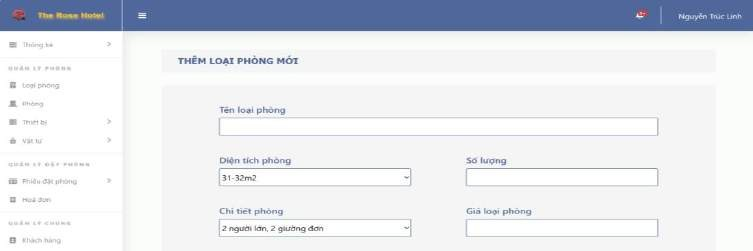 The Rose Hotel
Nguyễn Trúc Linh
Thống kê
QUẢN LÝ PHÒNG
Loại phòng
Phòng
Thiết bị
Vật tư
QUẢN LÝ ĐẶT PHÒNG
Phiếu đặt phòng
Hoá đơn
QUẢN LÝ CHUNG
Khách hàng
THÊM LOẠI PHÒNG MỚI
Tên loại phòng
Diện tích phòng
Số lượng
31-32m2
Chi tiết phòng
Giá loại phòng
2 người lớn, 2 giường đơn